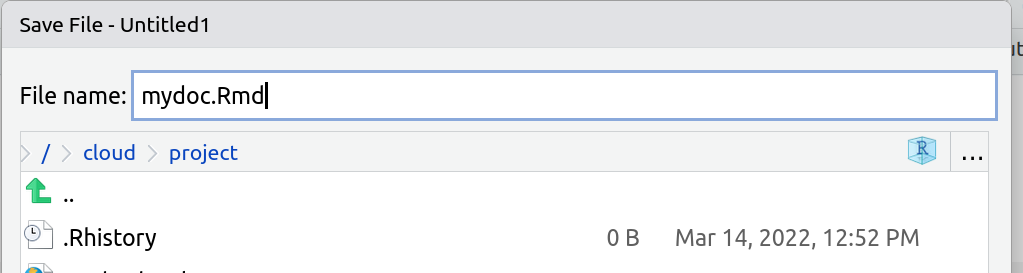 Save File - Untitled1
File name: mydoc.Rmd
/ cloud project R ...
..
.Rhistory 0 B Mar 14, 2022, 12:52 PM